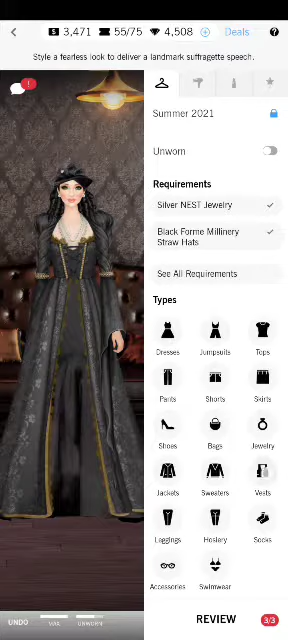 $ 3,471 55/75 4,508 Deals ?
Style a fearless look to deliver a landmark suffragette speech.
1
Summer 2021
Unworn
Requirements
Silver NEST Jewelry
Black Forme Millinery
Straw Hats
See All Requirements
Types
Dresses Jumpsuits Tops
Pants Shorts Skirts
Shoes Bags Jewelry
Jackets Sweaters Vests
Leggings Hosiery Socks
Accessories Swimwear
UNDO UNWORN
REVIEW 3/3